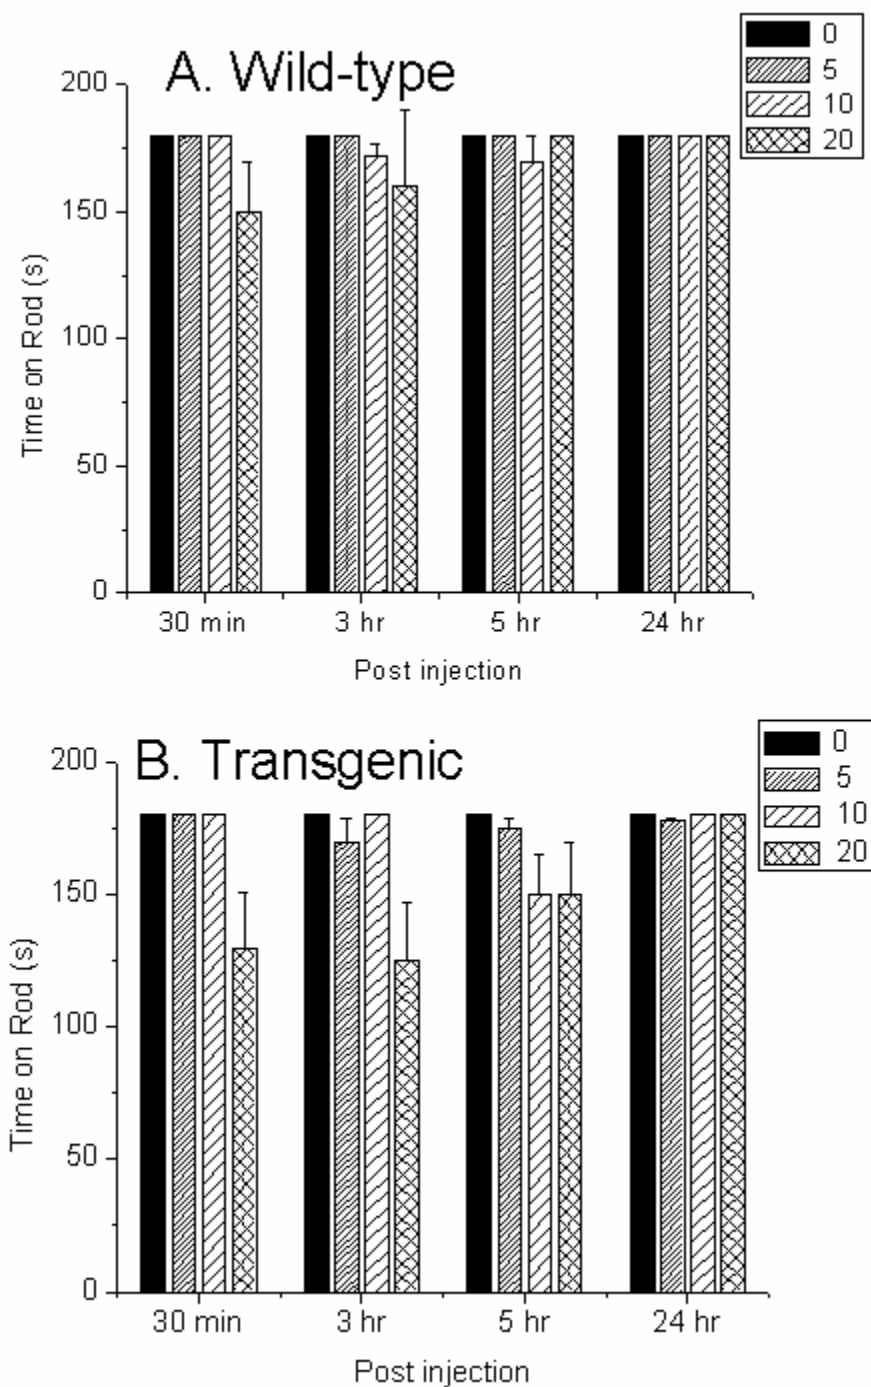 A. Wild-type
0
5
10
20
200
150
100
50
0
Time on Rod (s)
30 min 3 hr 5 hr 24 hr
Post injection
B. Transgenic
0
5
10
20
200
150
100
50
0
Time on Rod (s)
30 min 3 hr 5 hr 24 hr
Post injection